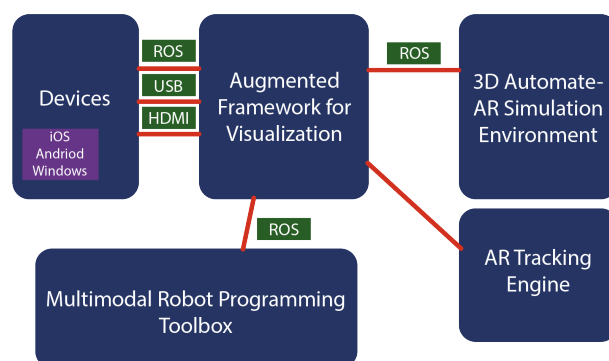 Devices
iOS
Andriod
Windows
ROS
USB
HDMI
Augmented
Framework for
Visualization
ROS
3D Automate-
AR Simulation
Environment
AR Tracking
Engine
ROS
Multimodal Robot Programming
Toolbox